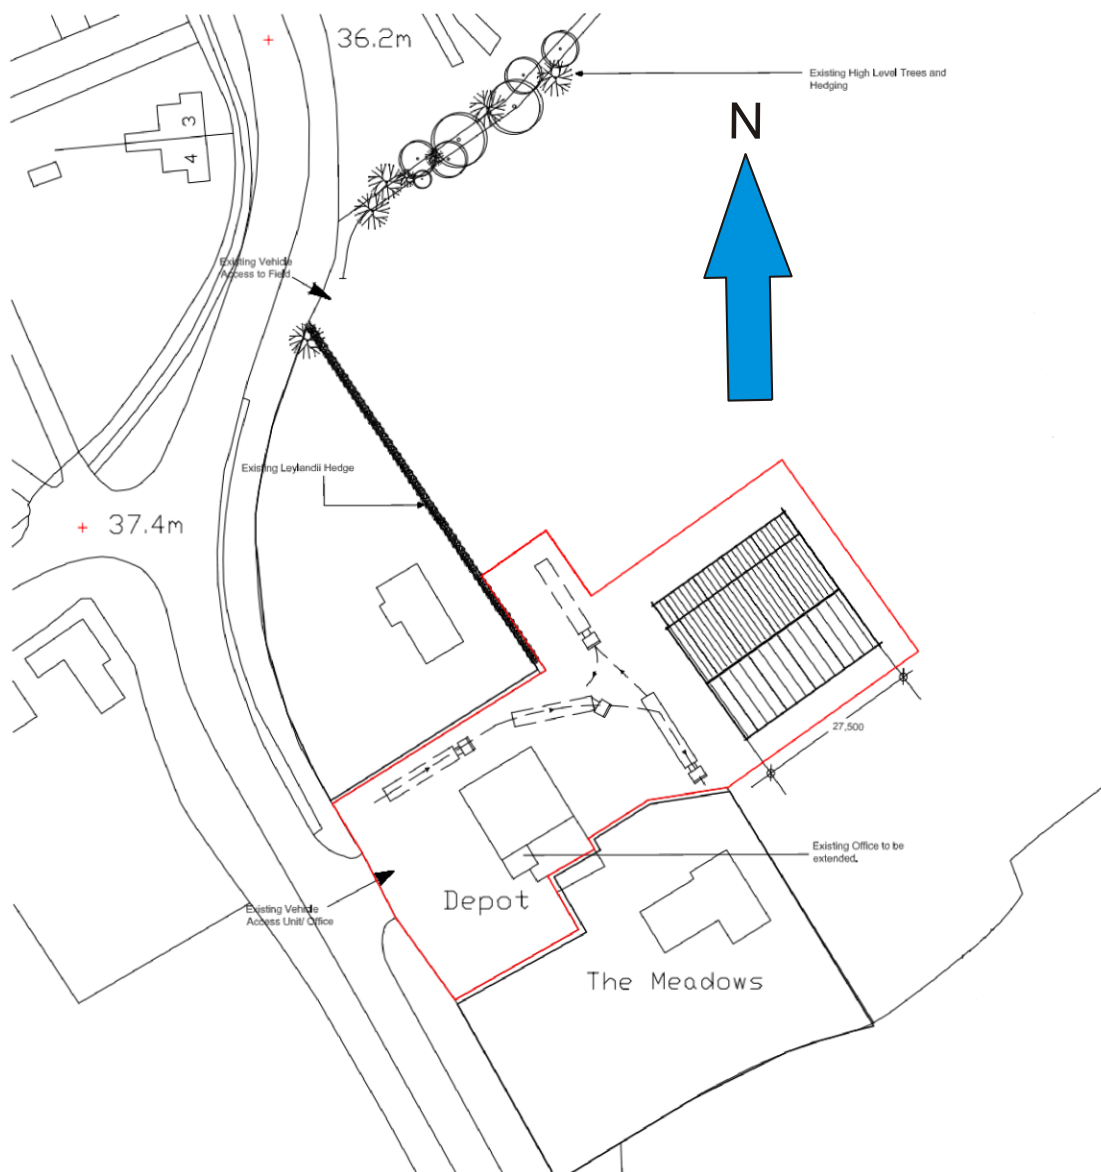 36.2m
Existing High Level Trees and
Hedging
N
3
4
Existing Vehicle
Access to Field
Existing Leylandii Hedge
37.4m
27,500
Existing Office to be
extended.
Depot
Existing Vehicle
Access Unit/ Office
The Meadows